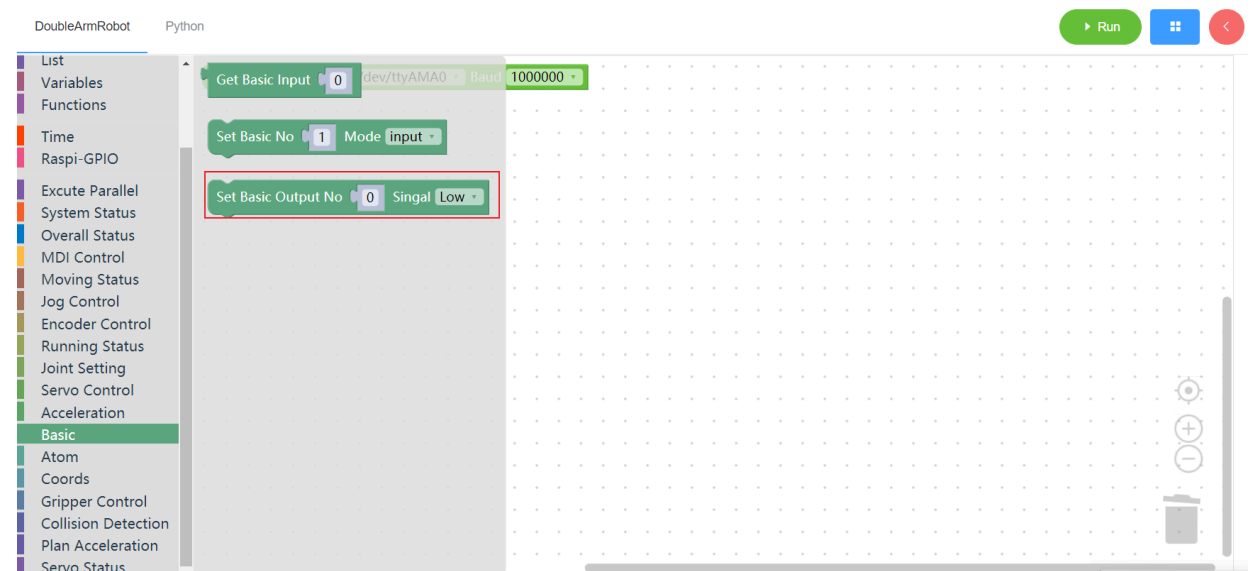 DoubleArmRobot Python
Run
List
Variables
Functions
Time
Raspi-GPIO
Excute Parallel
System Status
Overall Status
MDI Control
Moving Status
Jog Control
Encoder Control
Running Status
Joint Setting
Servo Control
Acceleration
Basic
Atom
Coords
Gripper Control
Collision Detection
Plan Acceleration
Servo Status
Get Basic Input 0 /dev/ttyAMA0 Baud 1000000
Set Basic No 1 Mode input
Set Basic Output No 0 Singal Low